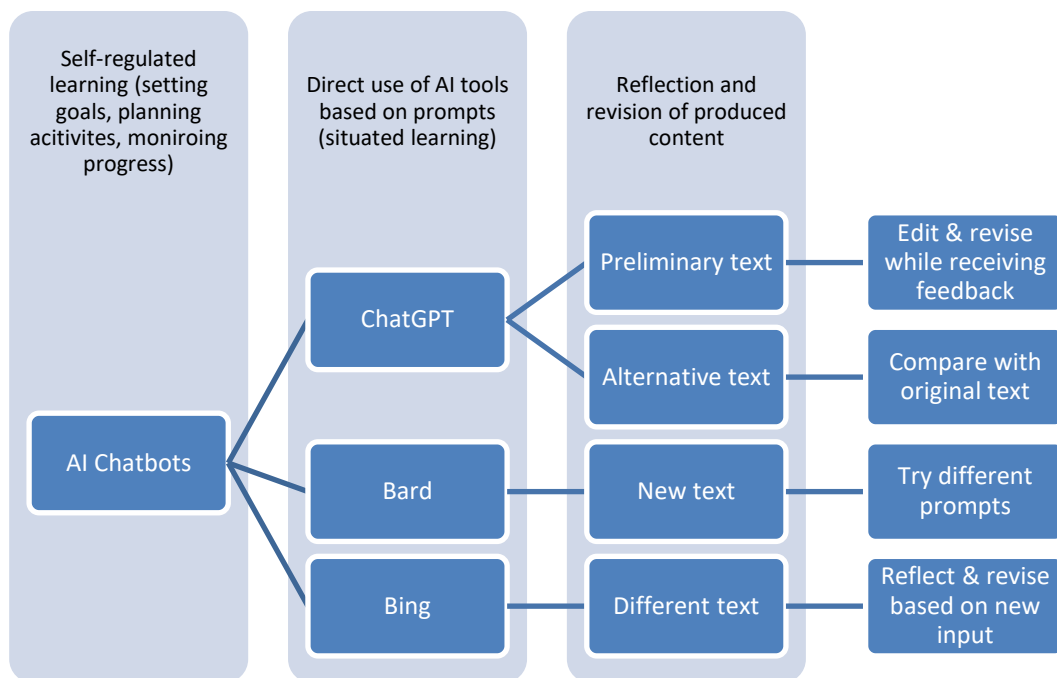 Self-regulated
learning (setting
goals, planning
acitivites, moniroing
progress)
Direct use of AI tools
based on prompts
(situated learning)
Reflection and
revision of produced
content
AI Chatbots
ChatGPT
Bard
Bing
Preliminary text
Alternative text
New text
Different text
Edit & revise
while receiving
feedback
Compare with
original text
Try different
prompts
Reflect & revise
based on new
input